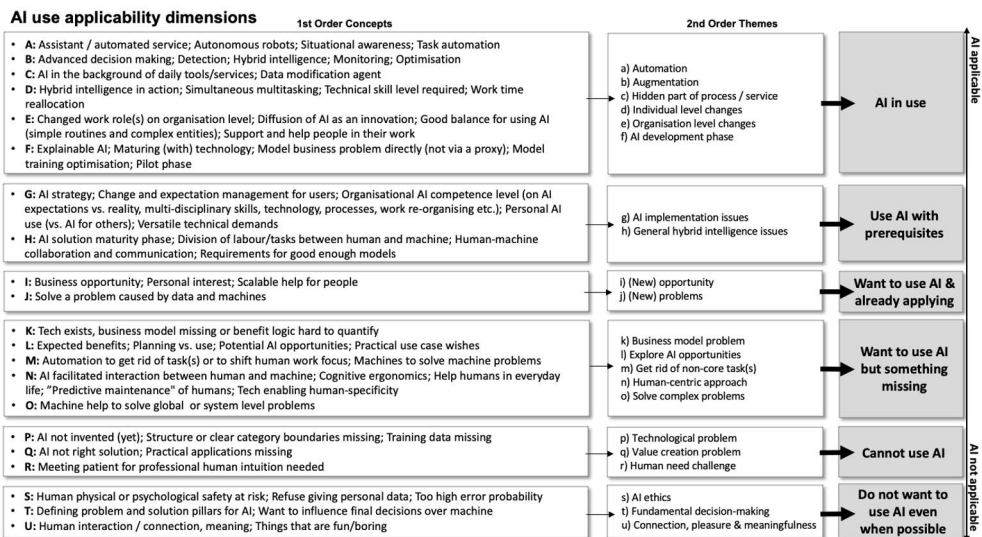 AI use applicability dimensions
1st Order Concepts
2nd Order Themes
• A: Assistant / automated service; Autonomous robots; Situational awareness; Task automation
• B: Advanced decision making; Detection; Hybrid intelligence; Monitoring; Optimisation
• C: AI in the background of daily tools/services; Data modification agent
• D: Hybrid intelligence in action; Simultaneous multitasking; Technical skill level required; Work time
reallocation
• E: Changed work role(s) on organisation level; Diffusion of AI as an innovation; Good balance for using AI
(simple routines and complex entities); Support and help people in their work
• F: Explainable AI; Maturing (with) technology; Model business problem directly (not via a proxy); Model
training optimisation; Pilot phase
a) Automation
b) Augmentation
c) Hidden part of process / service
d) Individual level changes
e) Organisation level changes
f) AI development phase
AI in use
AI applicable
• G: AI strategy; Change and expectation management for users; Organisational AI competence level (on AI
expectations vs. reality, multi-disciplinary skills, technology, processes, work re-organising etc.); Personal AI
use (vs. AI for others); Versatile technical demands
• H: AI solution maturity phase; Division of labour/tasks between human and machine; Human-machine
collaboration and communication; Requirements for good enough models
g) AI implementation issues
h) General hybrid intelligence issues
Use AI with
prerequisites
• I: Business opportunity; Personal interest; Scalable help for people
• J: Solve a problem caused by data and machines
i) (New) opportunity
j) (New) problems
Want to use AI &
already applying
• K: Tech exists, business model missing or benefit logic hard to quantify
• L: Expected benefits; Planning vs. use; Potential AI opportunities; Practical use case wishes
• M: Automation to get rid of task(s) or to shift human work focus; Machines to solve machine problems
• N: AI facilitated interaction between human and machine; Cognitive ergonomics; Help humans in everyday
life; "Predictive maintenance" of humans; Tech enabling human-specificity
• O: Machine help to solve global or system level problems
k) Business model problem
l) Explore AI opportunities
m) Get rid of non-core task(s)
n) Human-centric approach
o) Solve complex problems
Want to use AI
but something
missing
• P: AI not invented (yet); Structure or clear category boundaries missing; Training data missing
• Q: AI not right solution; Practical applications missing
• R: Meeting patient for professional human intuition needed
p) Technological problem
q) Value creation problem
r) Human need challenge
Cannot use AI
• S: Human physical or psychological safety at risk; Refuse giving personal data; Too high error probability
• T: Defining problem and solution pillars for AI; Want to influence final decisions over machine
• U: Human interaction / connection, meaning; Things that are fun/boring
s) AI ethics
t) Fundamental decision-making
u) Connection, pleasure & meaningfulness
Do not want to
use AI even
when possible
AI not applicable